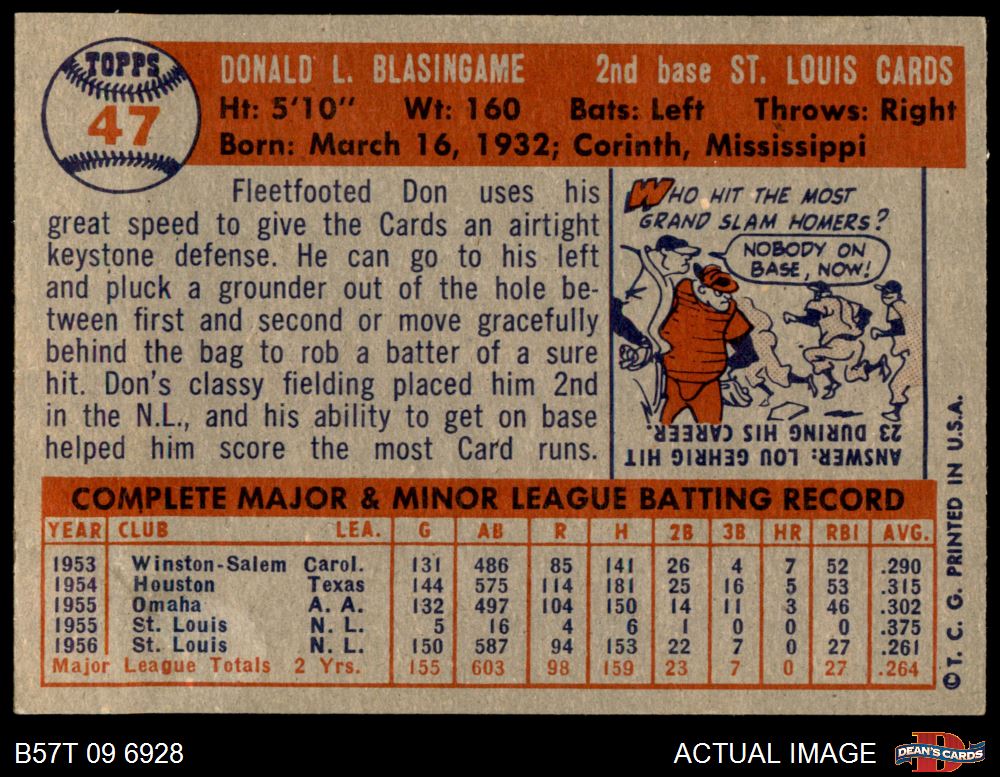 TOPPS
47
DONALD L. BLASINGAME 2nd base ST. LOUIS CARDS
Ht: 5'10" Wt: 160 Bats: Left Throws: Right
Born: March 16, 1932; Corinth, Mississippi
Fleetfooted Don uses his
great speed to give the Cards an airtight
keystone defense. He can go to his left
and pluck a grounder out of the hole be-
tween first and second or move gracefully
behind the bag to rob a batter of a sure
hit. Don's classy fielding placed him 2nd
in the N.L., and his ability to get on base
helped him score the most Card runs.
WHO HIT THE MOST
GRAND SLAM HOMERS?
NOBODY ON
BASE, NOW!
ANSWER: LOU GEHRIG HIT
23 DURING HIS CAREER.
COMPLETE MAJOR & MINOR LEAGUE BATTING RECORD
YEAR CLUB LEA. G AB R H 2B 3B HR RBI AVG.
1953 Winston-Salem Carol. 131 486 85 141 26 4 7 52 .290
1954 Houston Texas 144 575 114 181 25 16 5 53 .315
1955 Omaha A. A. 132 497 104 150 14 11 3 46 .302
1955 St. Louis N. L. 5 16 4 6 1 0 0 0 .375
1956 St. Louis N. L. 150 587 94 153 22 7 0 27 .261
Major League Totals 2 Yrs. 155 603 98 159 23 7 0 27 .264
© T. C. G. PRINTED IN U.S.A.
B57T 09 6928
ACTUAL IMAGE
DEAN'S CARDS